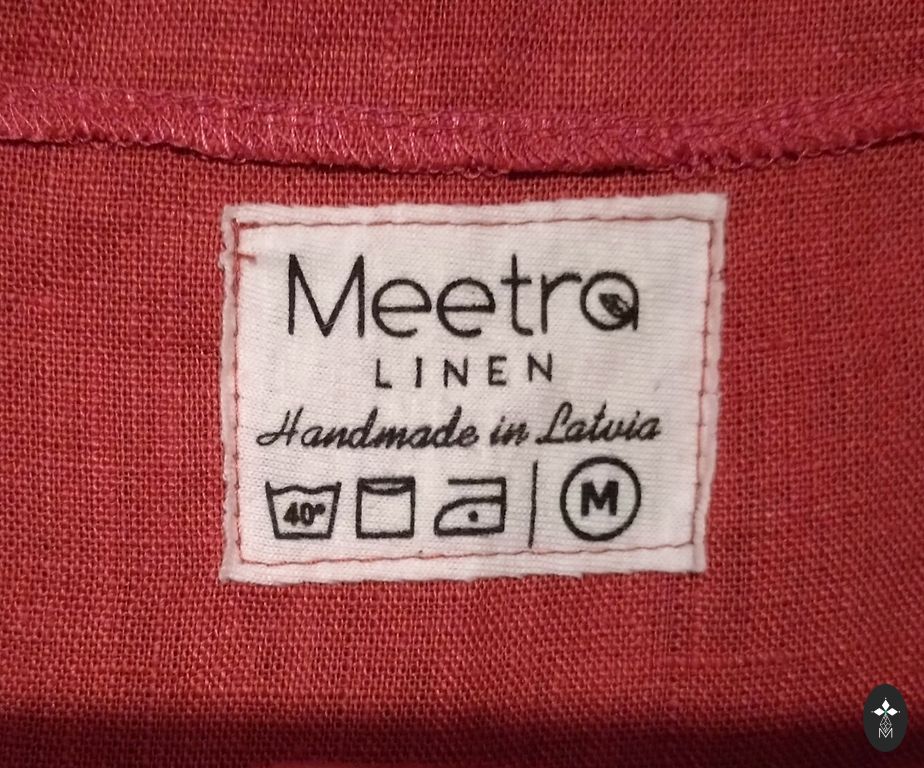 Meetra
LINEN
Handmade in Latvia
40° M
M